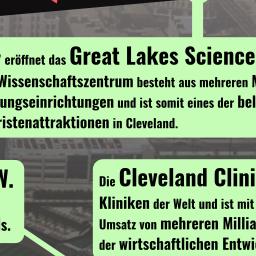 eröffnet das Great Lakes Science
Wissenschaftszentrum besteht aus mehreren
ungseinrichtungen und ist somit eines der
ristenattraktionen in Cleveland.
W.
Die Cleveland Clini
Kliniken der Welt und ist mit
s.
Umsatz von mehreren Millia
der wirtschaftlichen Entwi